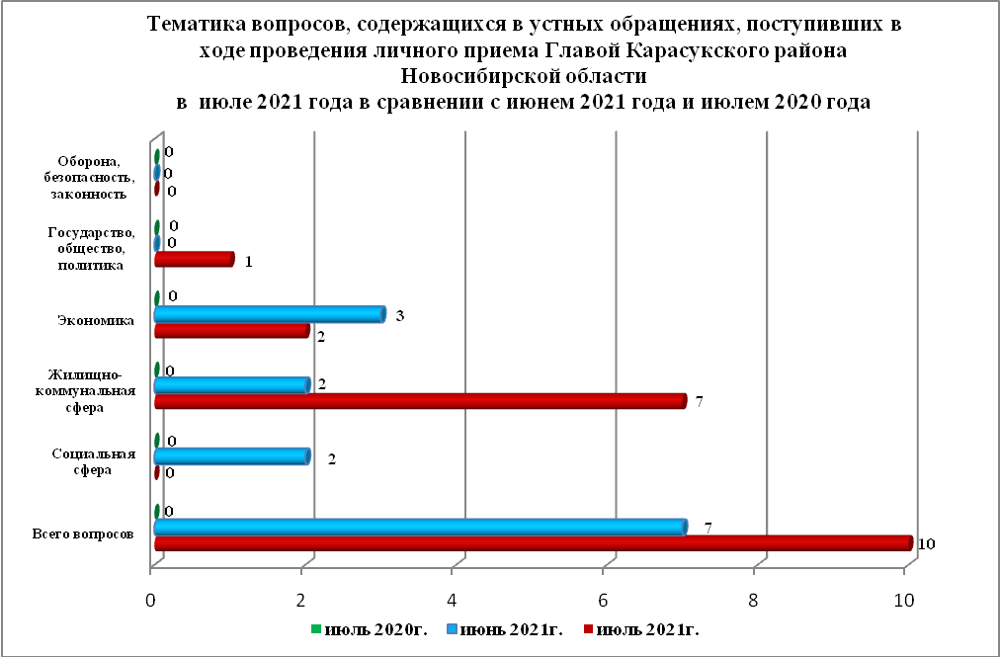 Тематика вопросов, содержащихся в устных обращениях, поступивших в
ходе проведения личного приема Главой Карасукского района
Новосибирской области
в июле 2021 года в сравнении с июнем 2021 года и июлем 2020 года
Оборона,
безопасность,
законность
0
0
0
Государство,
общество,
политика
0
0
1
Экономика
0
3
2
Жилищно-
коммунальная
сфера
0
2
7
Социальная
сфера
0
2
0
Всего вопросов
0
7
10
0 2 4 6 8 10
июль 2020г. июнь 2021г. июль 2021г.